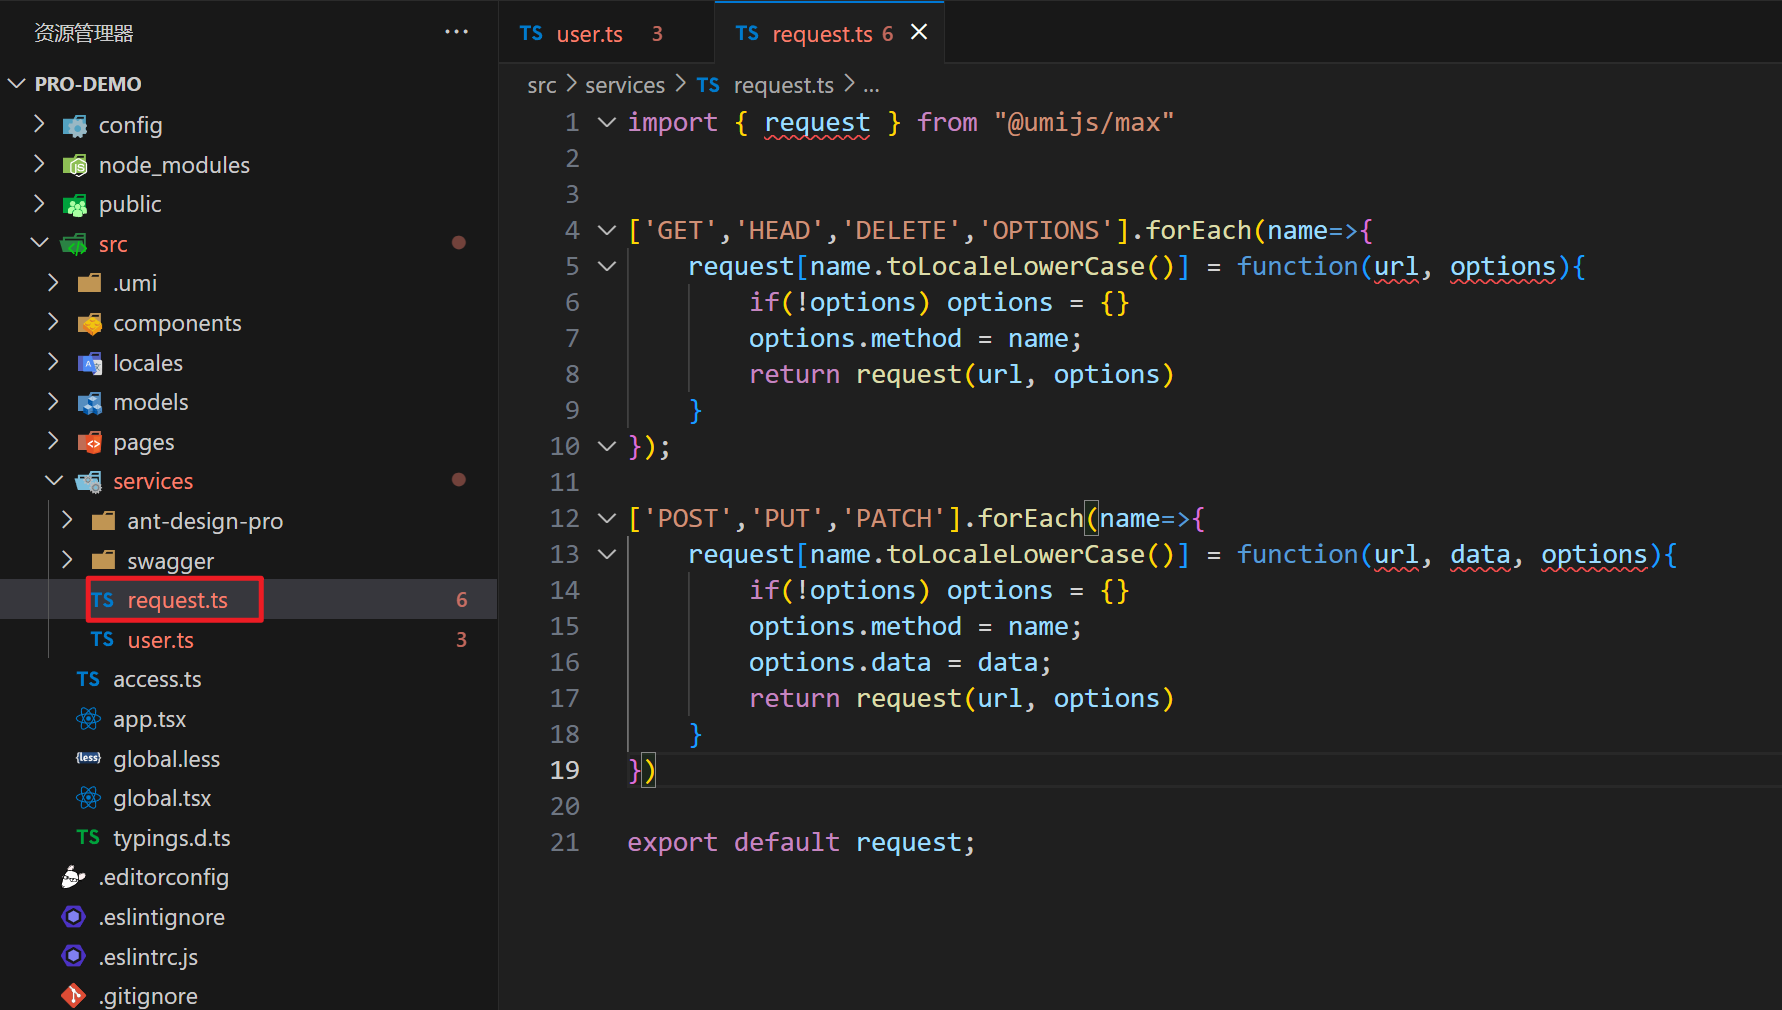 资源管理器
PRO-DEMO
config
node_modules
public
src
.umi
components
locales
models
pages
services
ant-design-pro
swagger
TS request.ts 6
TS user.ts 3
TS access.ts
app.tsx
{less} global.less
global.tsx
TS typings.d.ts
.editorconfig
.eslintignore
.eslintrc.js
.gitignore
TS user.ts 3
TS request.ts 6
src > services > TS request.ts > ...
1 import { request } from "@umijs/max"
2
3
4 ['GET','HEAD','DELETE','OPTIONS'].forEach(name=>{
5 request[name.toLocaleLowerCase()] = function(url, options){
6 if(!options) options = {}
7 options.method = name;
8 return request(url, options)
9 }
10 });
11
12 ['POST','PUT','PATCH'].forEach(name=>{
13 request[name.toLocaleLowerCase()] = function(url, data, options){
14 if(!options) options = {}
15 options.method = name;
16 options.data = data;
17 return request(url, options)
18 }
19 })
20
21 export default request;